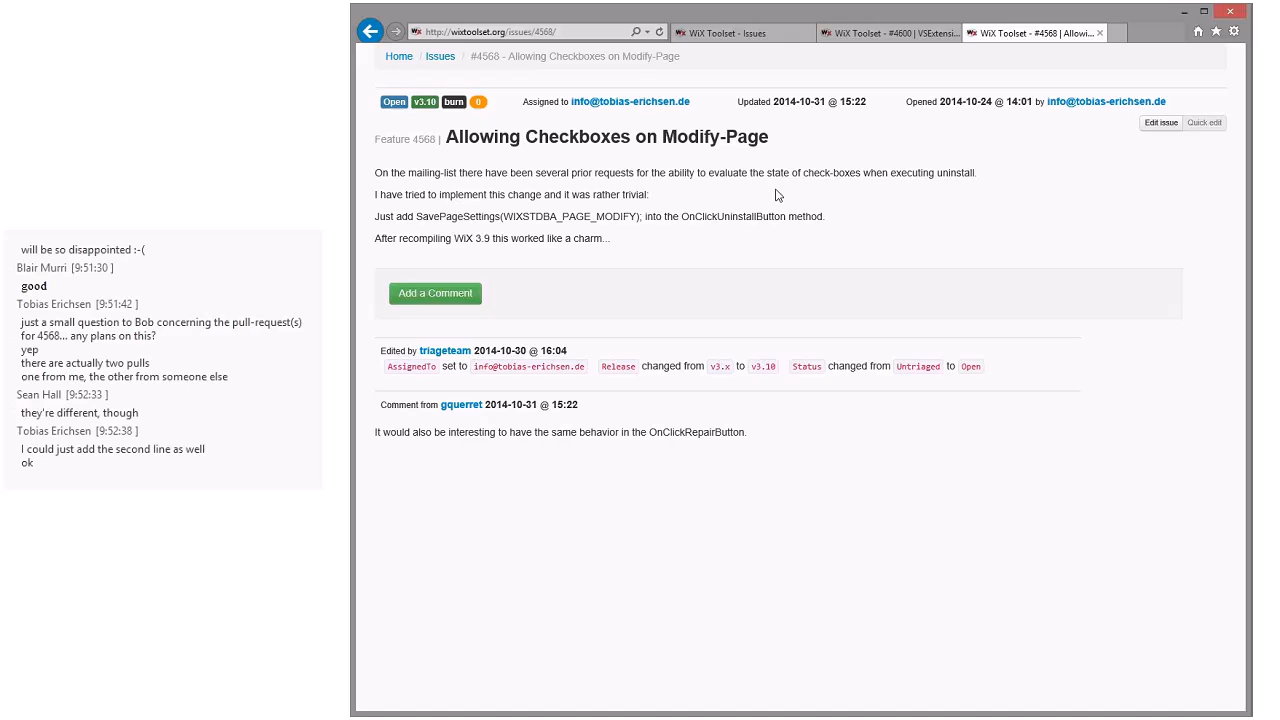 will be so disappointed :-(
Blair Murri [9:51:30 ]
good
Tobias Erichsen [9:51:42 ]
just a small question to Bob concerning the pull-request(s)
for 4568... any plans on this?
yep
there are actually two pulls
one from me, the other from someone else
Sean Hall [9:52:33 ]
they're different, though
Tobias Erichsen [9:52:38 ]
I could just add the second line as well
ok
http://wixtoolset.org/issues/4568/
WiX Toolset - Issues
WiX Toolset - #4600 | VSExtensi...
WiX Toolset - #4568 | Allowi...
Home / Issues / #4568 - Allowing Checkboxes on Modify-Page
Open v3.10 burn 0 Assigned to info@tobias-erichsen.de Updated 2014-10-31 @ 15:22 Opened 2014-10-24 @ 14:01 by info@tobias-erichsen.de
Edit issue Quick edit
Feature 4568 | Allowing Checkboxes on Modify-Page
On the mailing-list there have been several prior requests for the ability to evaluate the state of check-boxes when executing uninstall.
I have tried to implement this change and it was rather trivial:
Just add SavePageSettings(WIXSTDBA_PAGE_MODIFY); into the OnClickUninstallButton method.
After recompiling WiX 3.9 this worked like a charm...
Add a Comment
Edited by triageteam 2014-10-30 @ 16:04
AssignedTo set to info@tobias-erichsen.de Release changed from v3.x to v3.10 Status changed from Untriaged to Open
Comment from gquerret 2014-10-31 @ 15:22
It would also be interesting to have the same behavior in the OnClickRepairButton.